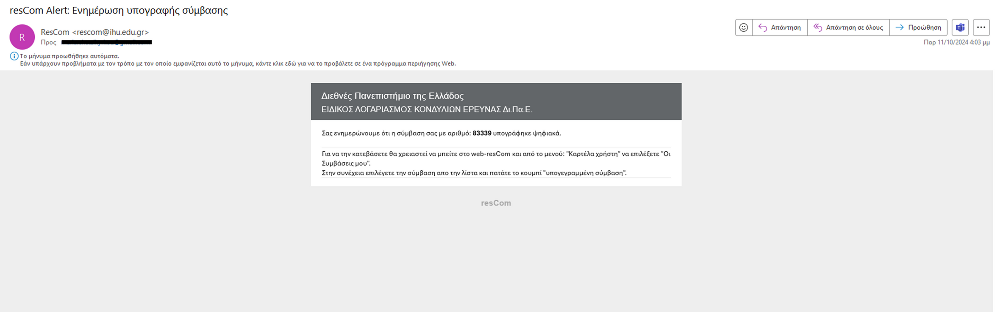 resCom Alert: Ενημέρωση υπογραφής σύμβασης
R
ResCom <rescom@ihu.edu.gr>
Προς
Απάντηση
Απάντηση σε όλους
Προώθηση
Παρ 11/10/2024 4:03 μμ
Το μήνυμα προωθήθηκε αυτόματα.
Εάν υπάρχουν προβλήματα με τον τρόπο με τον οποίο εμφανίζεται αυτό το μήνυμα, κάντε κλικ εδώ για να το προβάλετε σε ένα πρόγραμμα περιήγησης Web.
Διεθνές Πανεπιστήμιο της Ελλάδος
ΕΙΔΙΚΟΣ ΛΟΓΑΡΙΑΣΜΟΣ ΚΟΝΔΥΛΙΩΝ ΕΡΕΥΝΑΣ Δι.Πα.Ε.
Σας ενημερώνουμε ότι η σύμβαση σας με αριθμό: 83339 υπογράφηκε ψηφιακά.
Για να την κατεβάσετε θα χρειαστεί να μπείτε στο web-resCom και από το μενού: "Καρτέλα χρήστη" να επιλέξετε "Οι
Συμβάσεις μου".
Στην συνέχεια επιλέγετε την σύμβαση απο την λίστα και πατάτε το κουμπί "υπογεγραμμένη σύμβαση".
resCom